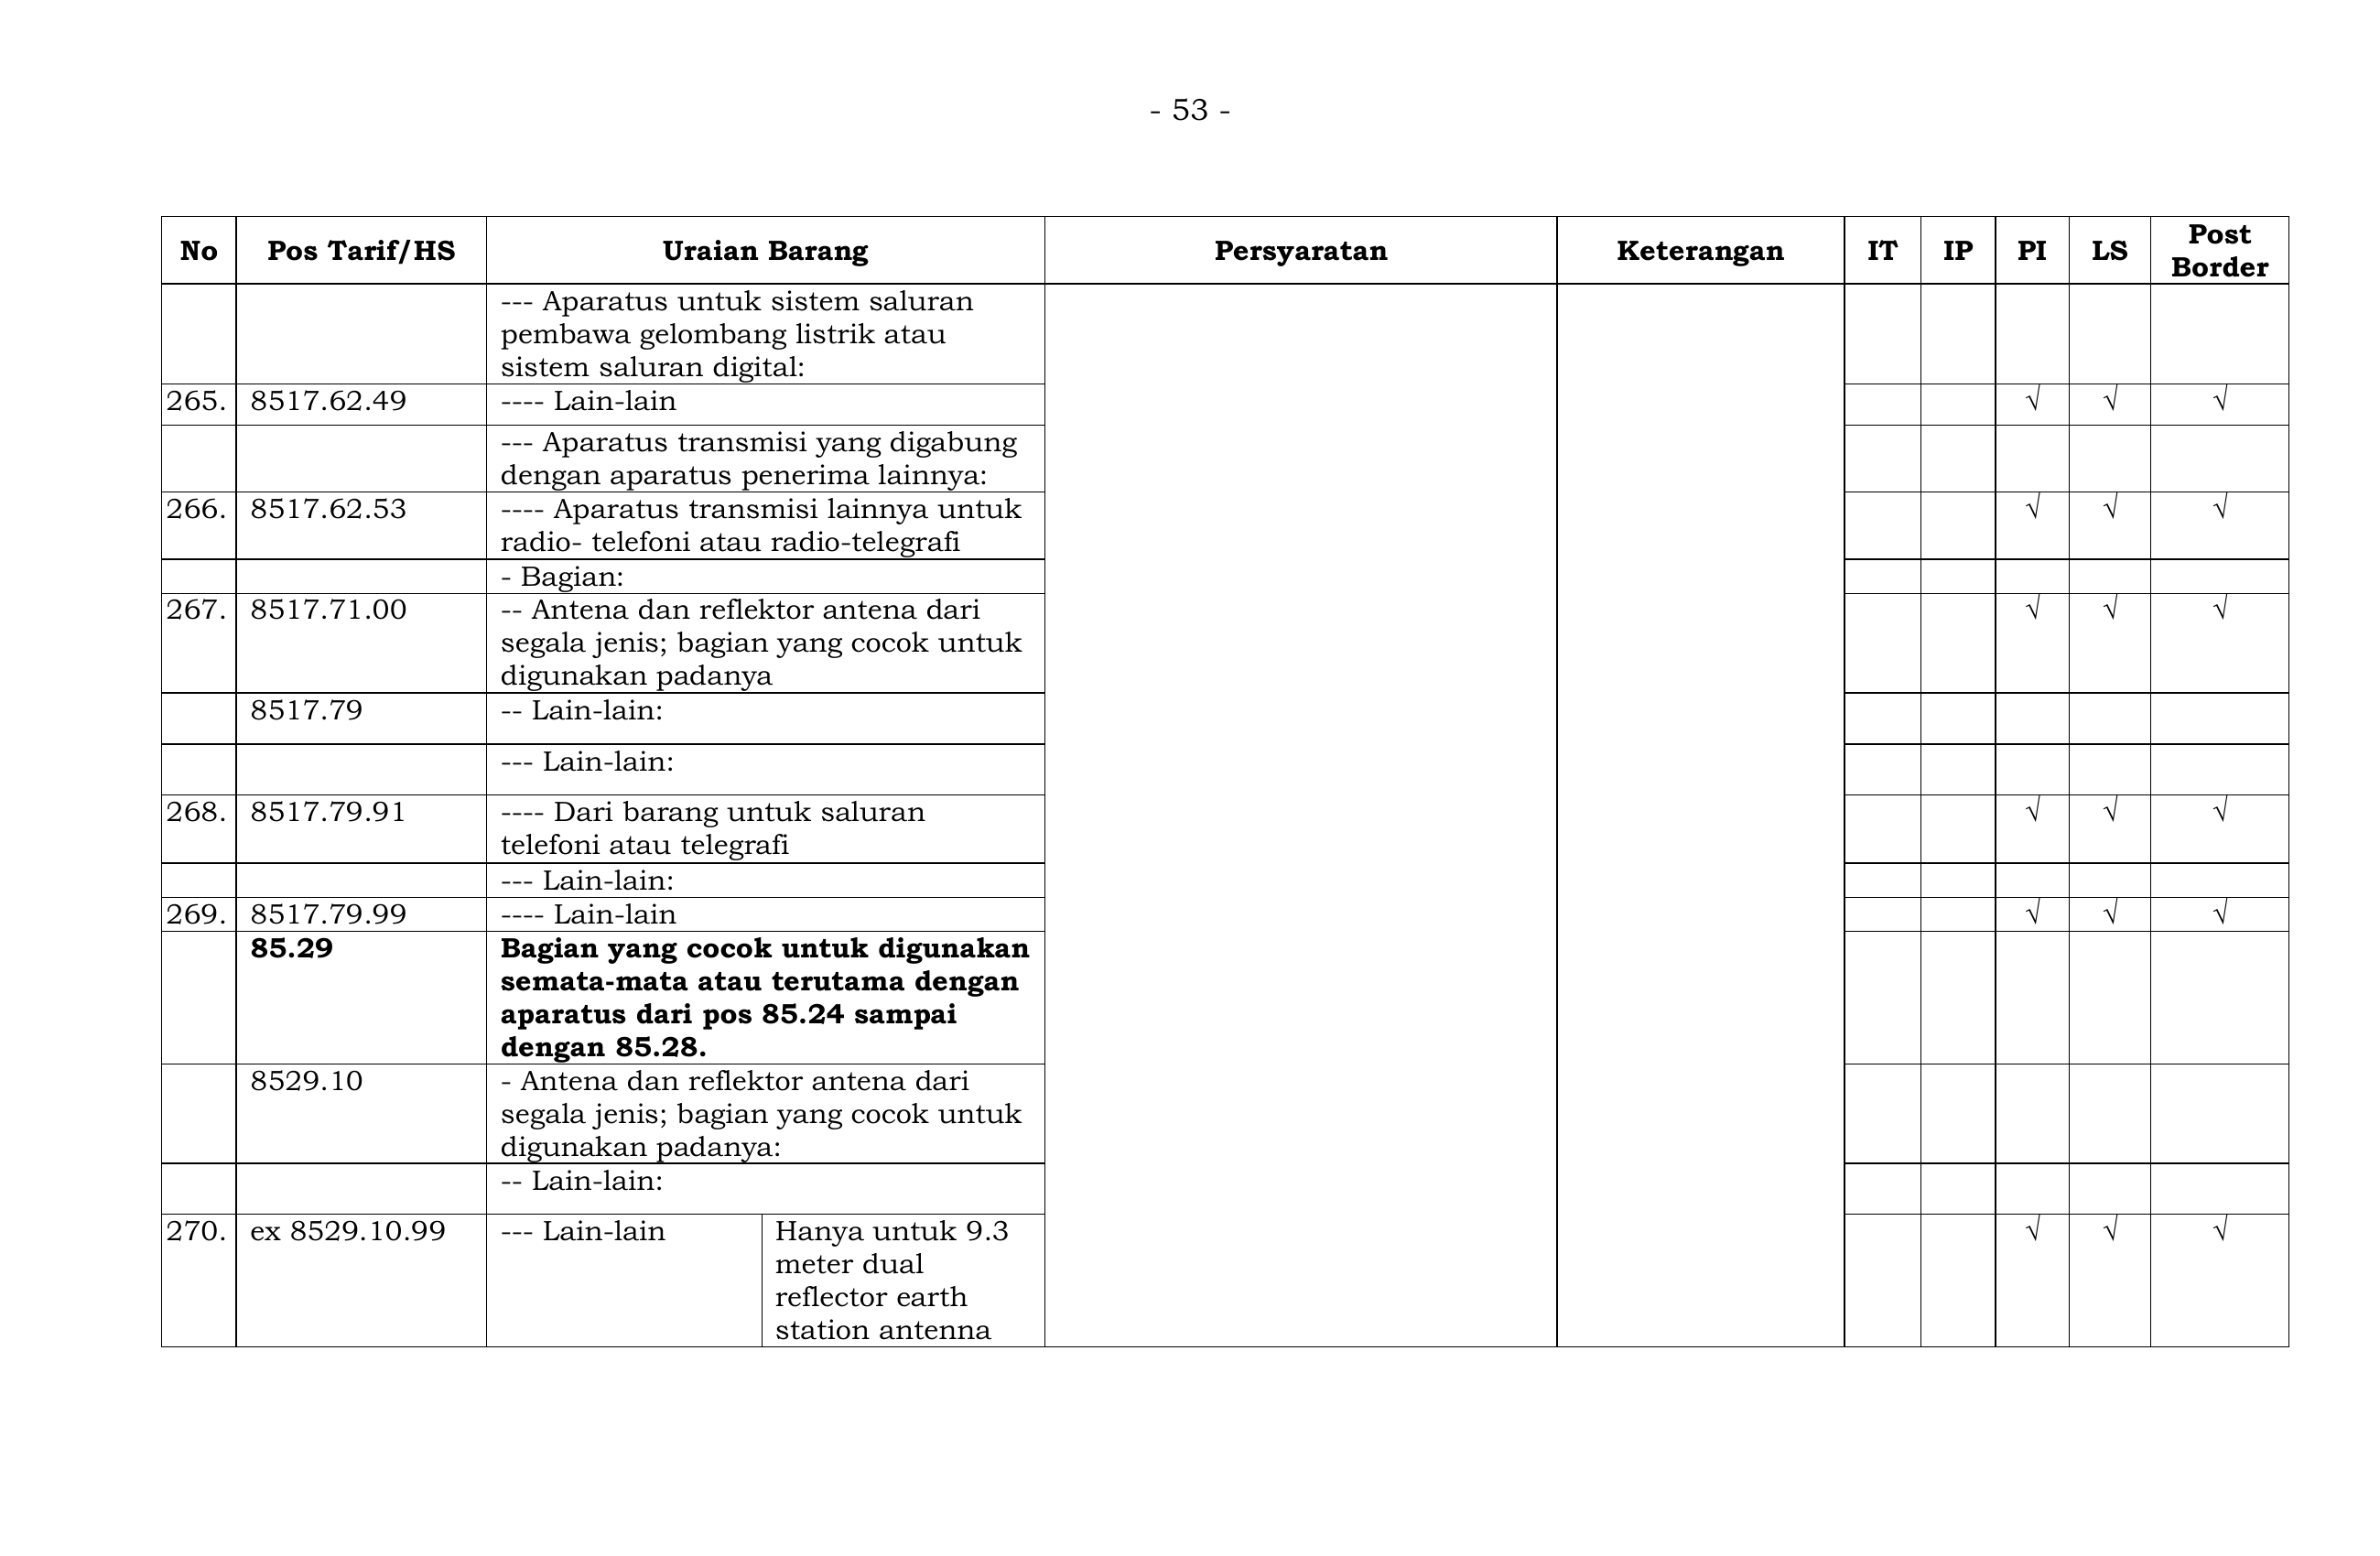 - 53 -
No Pos Tarif/HS Uraian Barang Persyaratan Keterangan IT IP PI LS Post Border
--- Aparatus untuk sistem saluran
pembawa gelombang listrik atau
sistem saluran digital:
265. 8517.62.49 ---- Lain-lain √ √ √
--- Aparatus transmisi yang digabung
dengan aparatus penerima lainnya:
266. 8517.62.53 ---- Aparatus transmisi lainnya untuk √ √ √
radio- telefoni atau radio-telegrafi
- Bagian:
267. 8517.71.00 -- Antena dan reflektor antena dari √ √ √
segala jenis; bagian yang cocok untuk
digunakan padanya
8517.79 -- Lain-lain:
--- Lain-lain:
268. 8517.79.91 ---- Dari barang untuk saluran √ √ √
telefoni atau telegrafi
--- Lain-lain:
269. 8517.79.99 ---- Lain-lain √ √ √
85.29 Bagian yang cocok untuk digunakan
semata-mata atau terutama dengan
aparatus dari pos 85.24 sampai
dengan 85.28.
8529.10 - Antena dan reflektor antena dari
segala jenis; bagian yang cocok untuk
digunakan padanya:
-- Lain-lain:
270. ex 8529.10.99 --- Lain-lain Hanya untuk 9.3 √ √ √
meter dual
reflector earth
station antenna